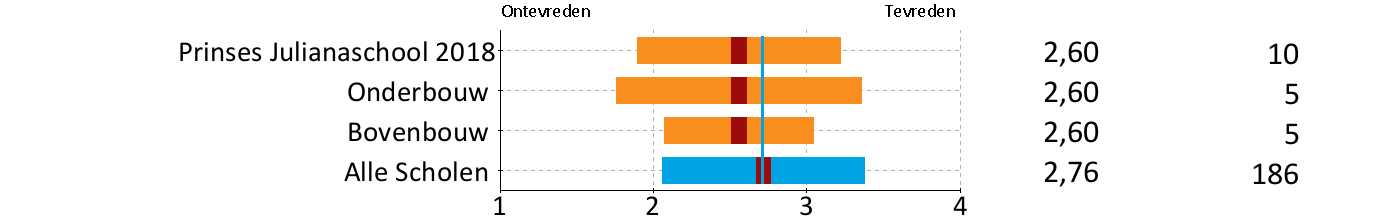 Ontevreden Tevreden
Prinses Julianaschool 2018 2,60 10
Onderbouw 2,60 5
Bovenbouw 2,60 5
Alle Scholen 2,76 186
1 2 3 4